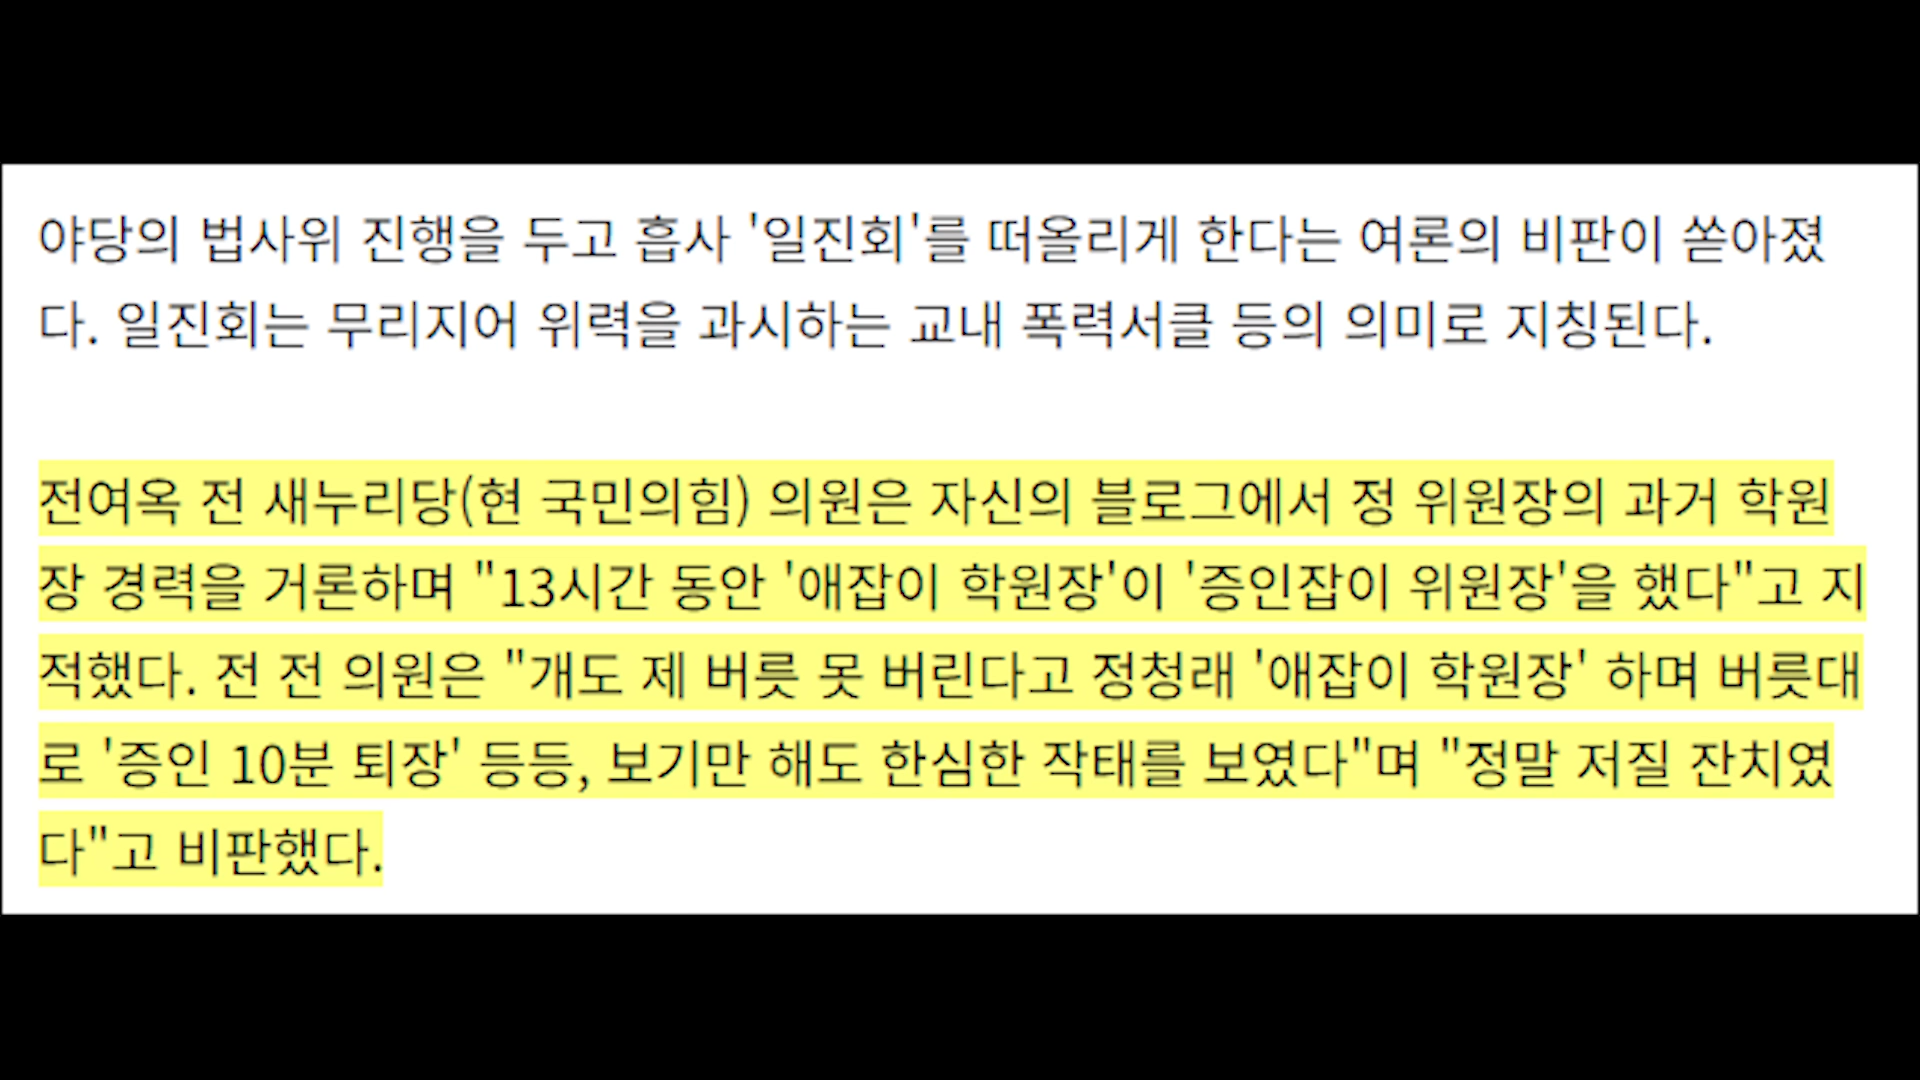 야당의 법사위 진행을 두고 흡사 '일진회'를 떠올리게 한다는 여론의 비판이 쏟아졌
다. 일진회는 무리지어 위력을 과시하는 교내 폭력서클 등의 의미로 지칭된다.
전여옥 전 새누리당(현 국민의힘) 의원은 자신의 블로그에서 정 위원장의 과거 학원
장 경력을 거론하며 "13시간 동안 '애잡이 학원장'이 '증인잡이 위원장'을 했다"고 지
적했다. 전 전 의원은 "개도 제 버릇 못 버린다고 정청래 '애잡이 학원장' 하며 버릇대
로 '증인 10분 퇴장' 등등, 보기만 해도 한심한 작태를 보였다"며 "정말 저질 잔치였
다"고 비판했다.